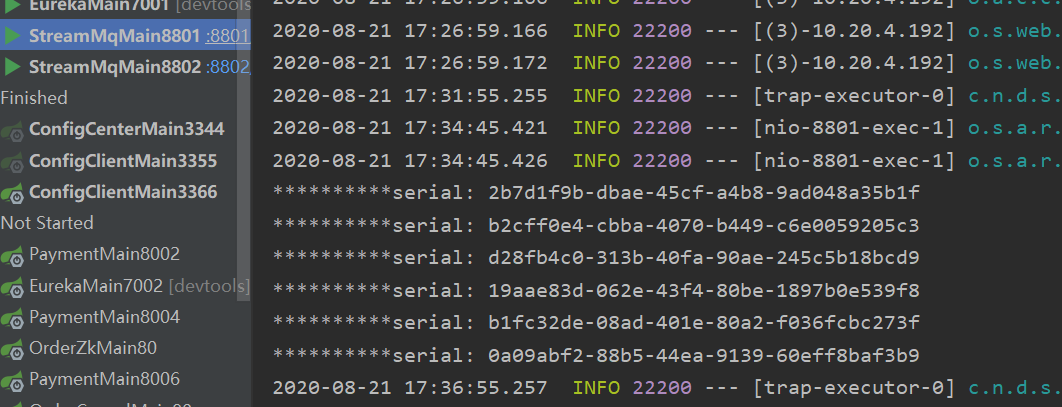 EurekaMain7001 [devtools]
StreamMqMain8801 :8801
StreamMqMain8802 :8802
Finished
ConfigCenterMain3344
ConfigClientMain3355
ConfigClientMain3366
Not Started
PaymentMain8002
EurekaMain7002 [devtools]
PaymentMain8004
OrderZkMain80
PaymentMain8006
2020-08-21 17:26:59.166 INFO 22200 --- [(3)-10.20.4.192] o.s.web.
2020-08-21 17:26:59.172 INFO 22200 --- [(3)-10.20.4.192] o.s.web.
2020-08-21 17:31:55.255 INFO 22200 --- [trap-executor-0] c.n.d.s.
2020-08-21 17:34:45.421 INFO 22200 --- [nio-8801-exec-1] o.s.a.r.
2020-08-21 17:34:45.426 INFO 22200 --- [nio-8801-exec-1] o.s.a.r.
**********serial: 2b7d1f9b-dbae-45cf-a4b8-9ad048a35b1f
**********serial: b2cff0e4-cbba-4070-b449-c6e0059205c3
**********serial: d28fb4c0-313b-40fa-90ae-245c5b18bcd9
**********serial: 19aae83d-062e-43f4-80be-1897b0e539f8
**********serial: b1fc32de-08ad-401e-80a2-f036fcbc273f
**********serial: 0a09abf2-88b5-44ea-9139-60eff8baf3b9
2020-08-21 17:36:55.257 INFO 22200 --- [trap-executor-0] c.n.d.s.